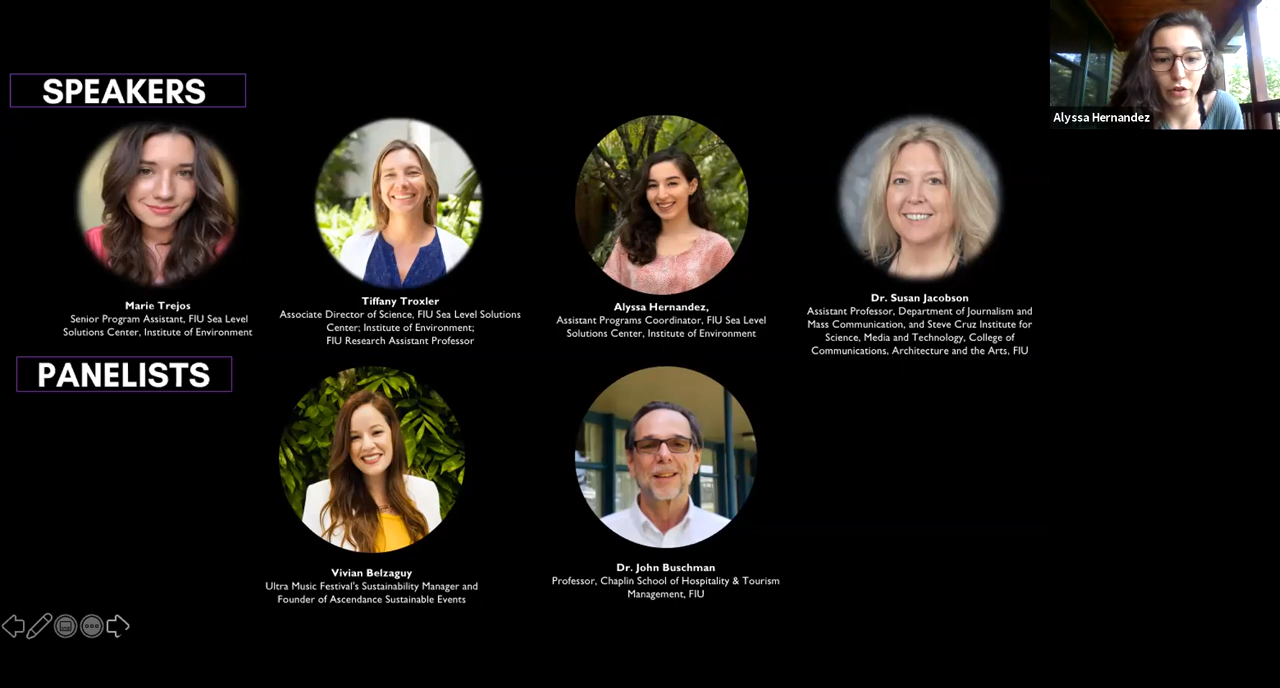 SPEAKERS
Alyssa Hernandez
Marie Trejos
Senior Program Assistant, FIU Sea Level
Solutions Center, Institute of Environment
Tiffany Troxler
Associate Director of Science, FIU Sea Level Solutions
Center; Institute of Environment;
FIU Research Assistant Professor
Alyssa Hernandez,
Assistant Programs Coordinator, FIU Sea Level
Solutions Center, Institute of Environment
Dr. Susan Jacobson
Assistant Professor, Department of Journalism and
Mass Communication, and Steve Cruz Institute for
Science, Media and Technology, College of
Communications, Architecture and the Arts, FIU
PANELISTS
Vivian Belzaguy
Ultra Music Festival's Sustainability Manager and
Founder of Ascendance Sustainable Events
Dr. John Buschman
Professor, Chaplin School of Hospitality & Tourism
Management, FIU